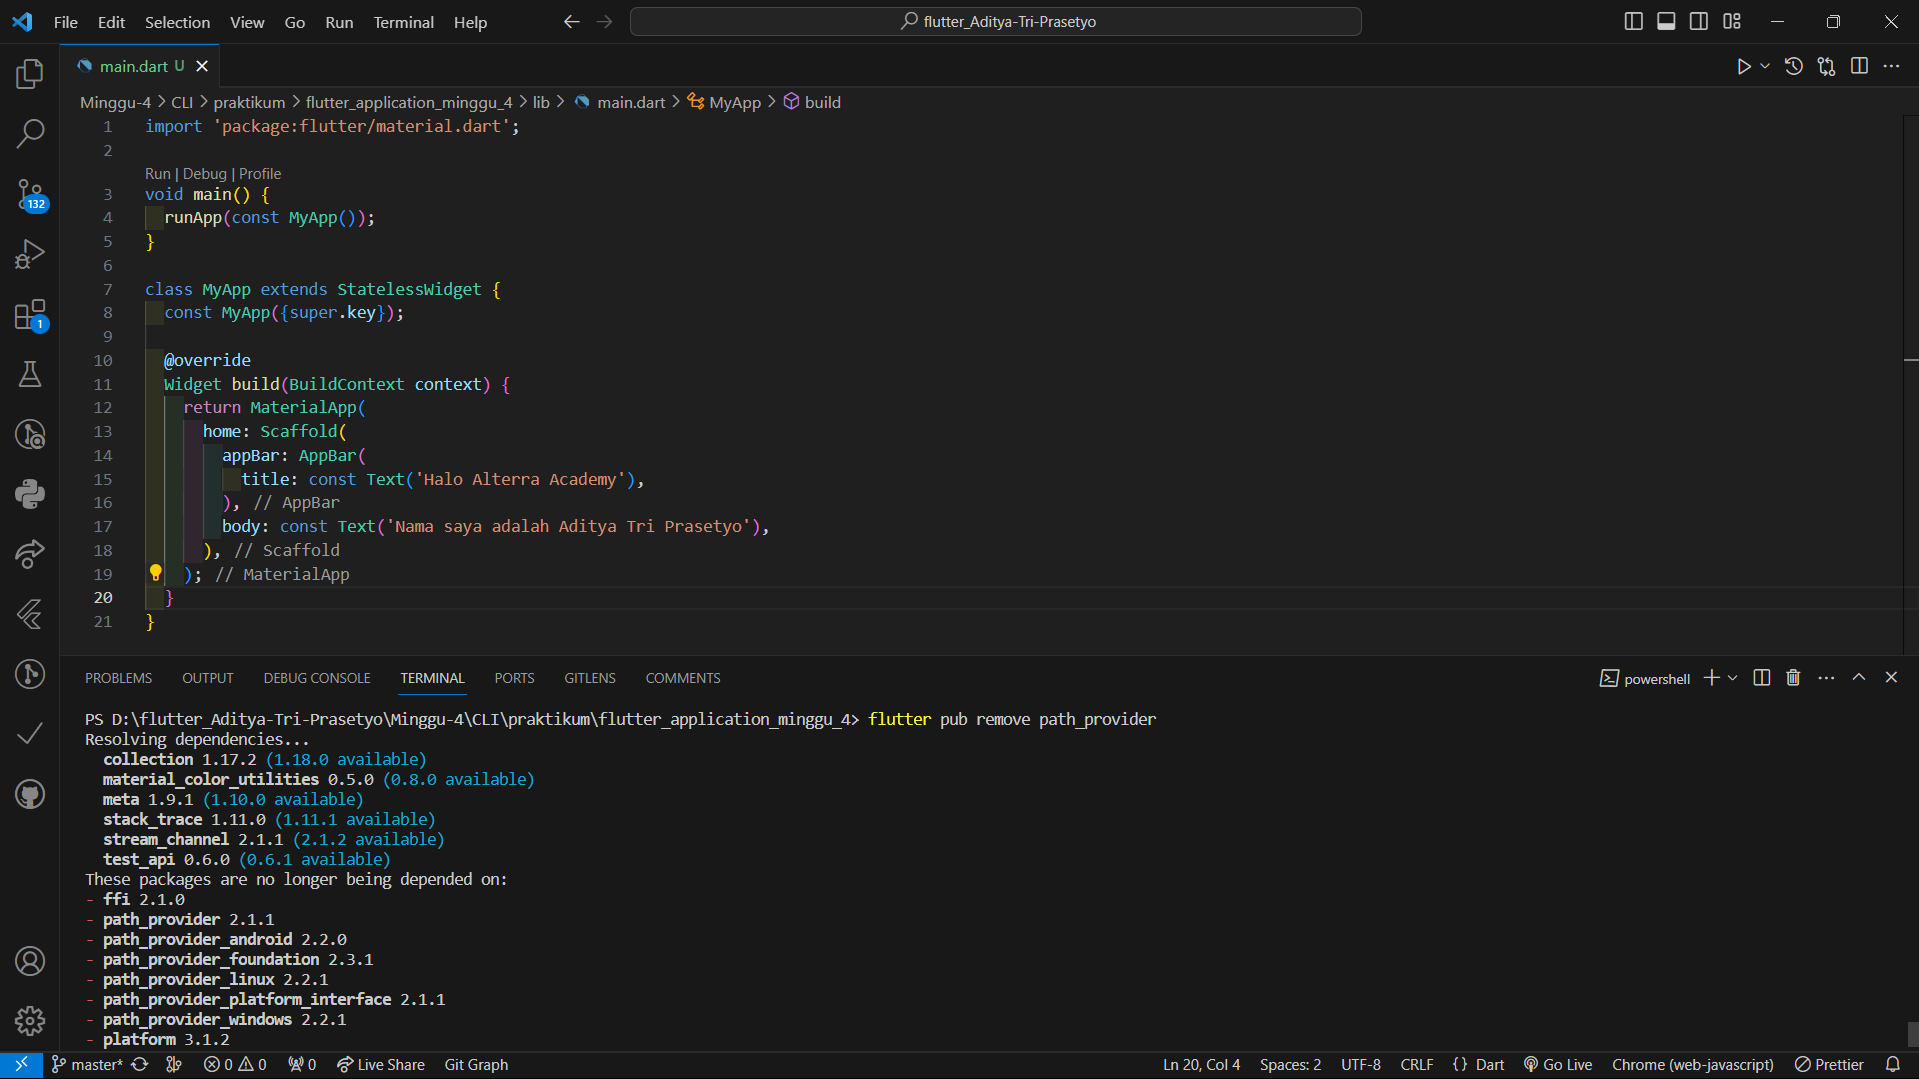 File Edit Selection View Go Run Terminal Help
flutter_Aditya-Tri-Prasetyo
main.dart U
Minggu-4 > CLI > praktikum > flutter_application_minggu_4 > lib > main.dart > MyApp > build
1 import 'package:flutter/material.dart';
2
Run | Debug | Profile
3 void main() {
4 runApp(const MyApp());
5 }
6
7 class MyApp extends StatelessWidget {
8 const MyApp({super.key});
9
10 @override
11 Widget build(BuildContext context) {
12 return MaterialApp(
13 home: Scaffold(
14 appBar: AppBar(
15 title: const Text('Halo Alterra Academy'),
16 ), // AppBar
17 body: const Text('Nama saya adalah Aditya Tri Prasetyo'),
18 ), // Scaffold
19 ); // MaterialApp
20 }
21 }
132
1
PROBLEMS OUTPUT DEBUG CONSOLE TERMINAL PORTS GITLENS COMMENTS
powershell
PS D:\flutter_Aditya-Tri-Prasetyo\Minggu-4\CLI\praktikum\flutter_application_minggu_4> flutter pub remove path_provider
Resolving dependencies...
collection 1.17.2 (1.18.0 available)
material_color_utilities 0.5.0 (0.8.0 available)
meta 1.9.1 (1.10.0 available)
stack_trace 1.11.0 (1.11.1 available)
stream_channel 2.1.1 (2.1.2 available)
test_api 0.6.0 (0.6.1 available)
These packages are no longer being depended on:
- ffi 2.1.0
- path_provider 2.1.1
- path_provider_android 2.2.0
- path_provider_foundation 2.3.1
- path_provider_linux 2.2.1
- path_provider_platform_interface 2.1.1
- path_provider_windows 2.2.1
- platform 3.1.2
master* 0 0 0 Live Share Git Graph Ln 20, Col 4 Spaces: 2 UTF-8 CRLF {} Dart Go Live Chrome (web-javascript) Prettier